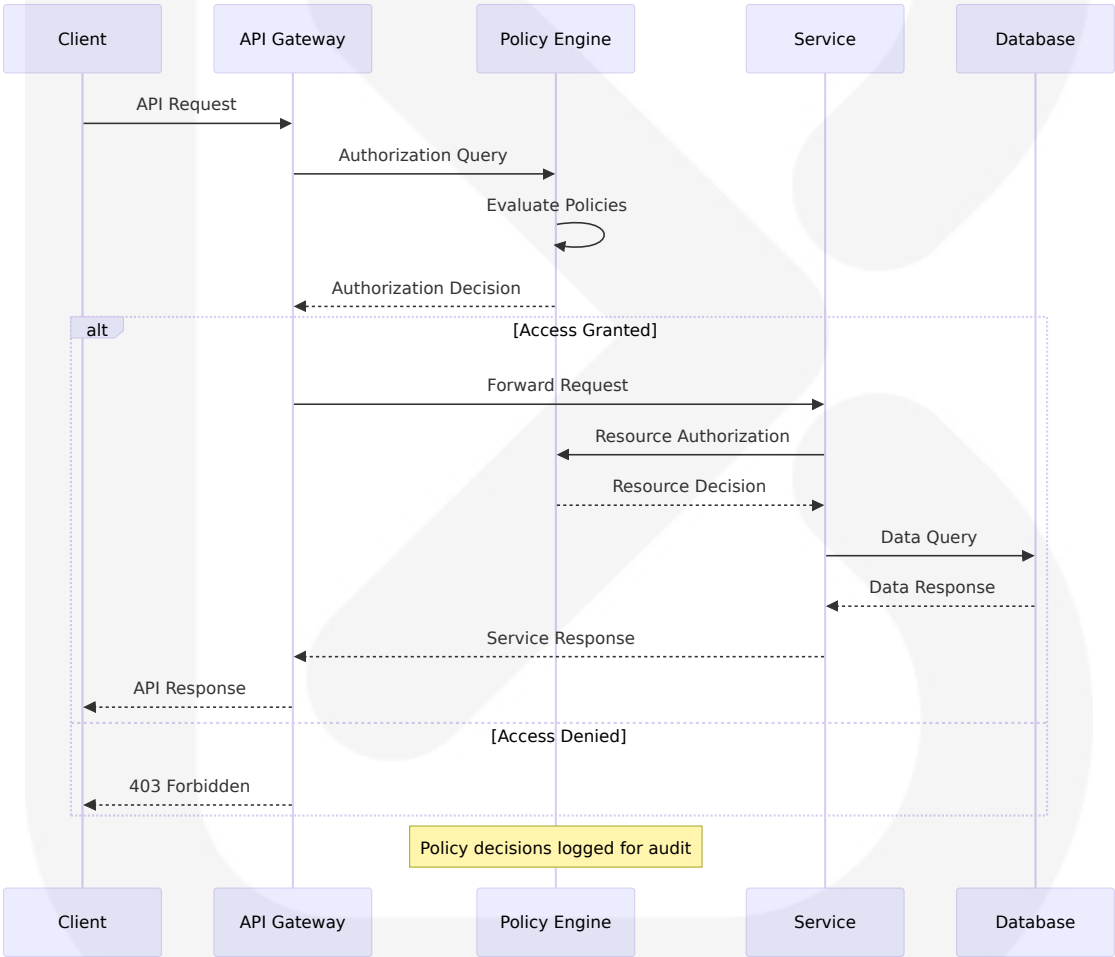 Client
API Gateway
Policy Engine
Service
Database
API Request
Authorization Query
Evaluate Policies
Authorization Decision
alt
[Access Granted]
Forward Request
Resource Authorization
Resource Decision
Data Query
Data Response
Service Response
API Response
[Access Denied]
403 Forbidden
Policy decisions logged for audit
Client
API Gateway
Policy Engine
Service
Database